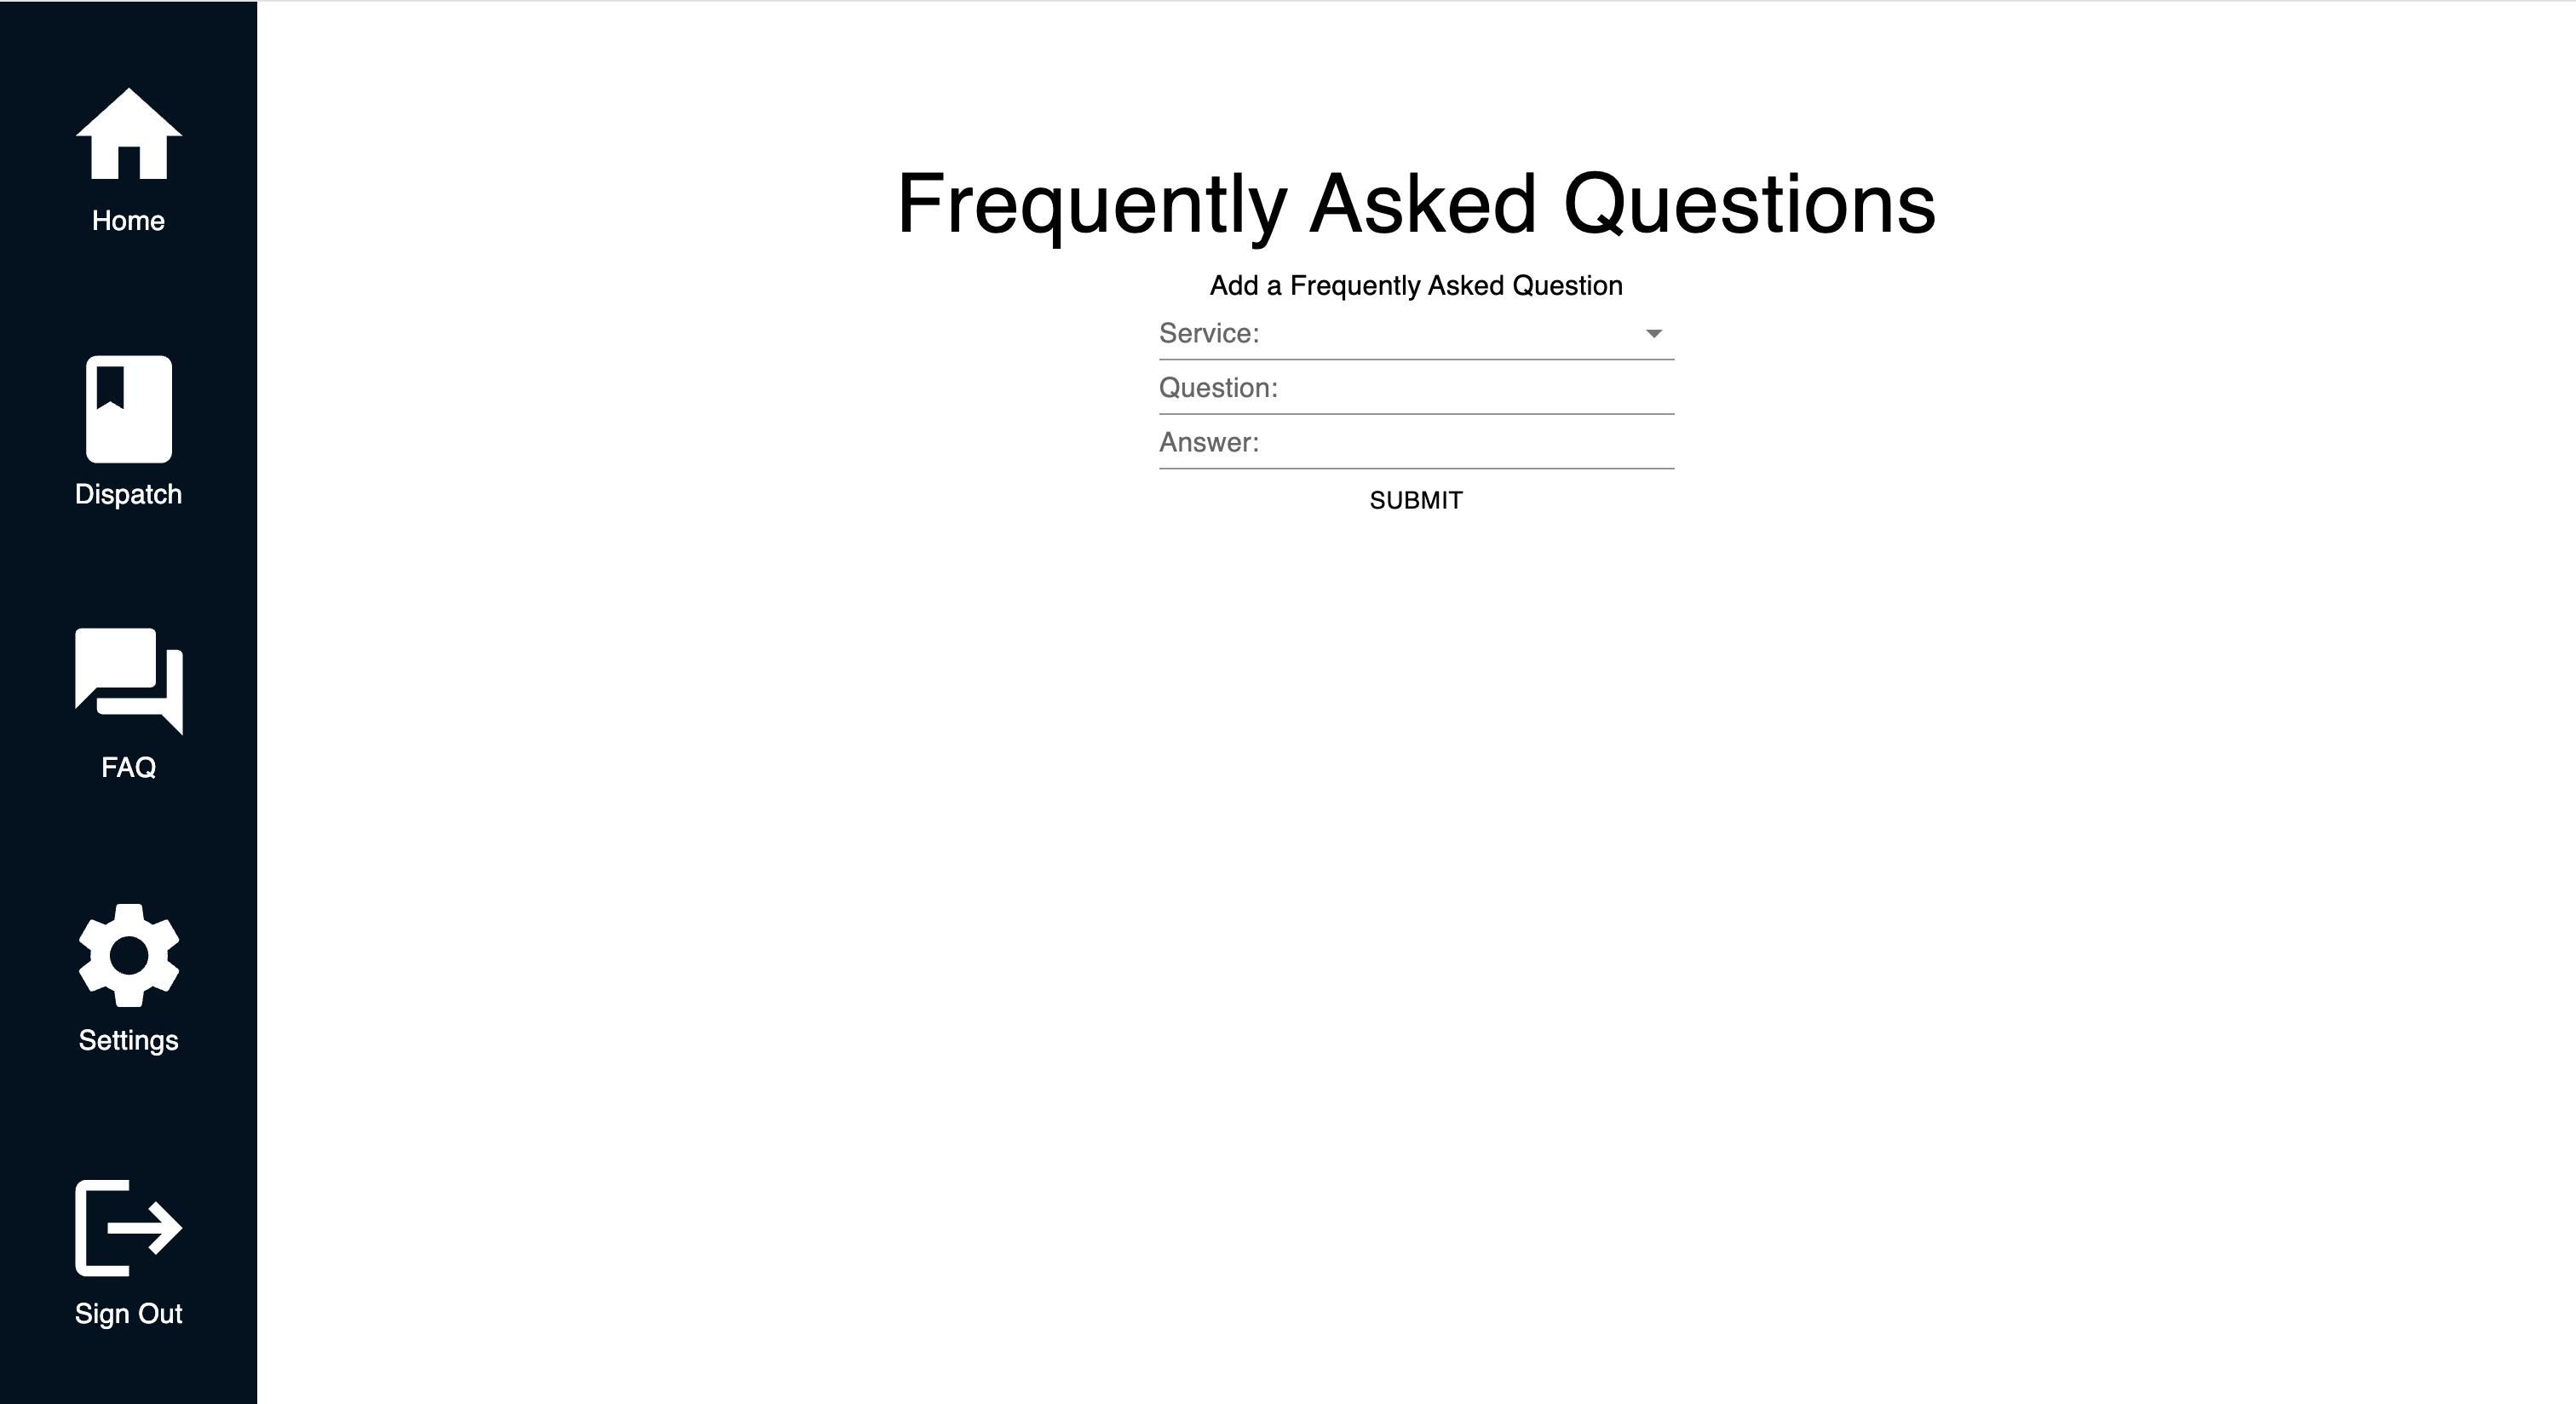 Home
Dispatch
FAQ
Settings
Sign Out
Frequently Asked Questions
Add a Frequently Asked Question
Service:
Question:
Answer:
SUBMIT